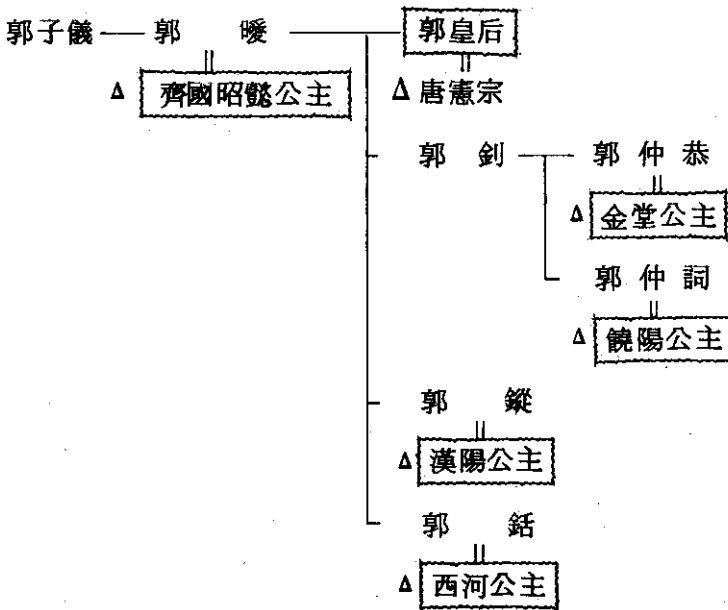 郭子儀 郭 曖 郭皇后
Δ 齊國昭懿公主 Δ 唐憲宗
郭 釗 郭仲恭
Δ 金堂公主
郭仲詞
Δ 饒陽公主
郭 鏦
Δ 漢陽公主
郭 銛
Δ 西河公主